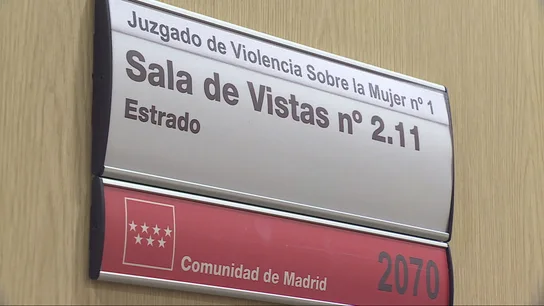 Juzgado de Violencia Sobre la Mujer nº 1
Sala de Vistas nº 2.11
Estrado
Comunidad de Madrid
2070